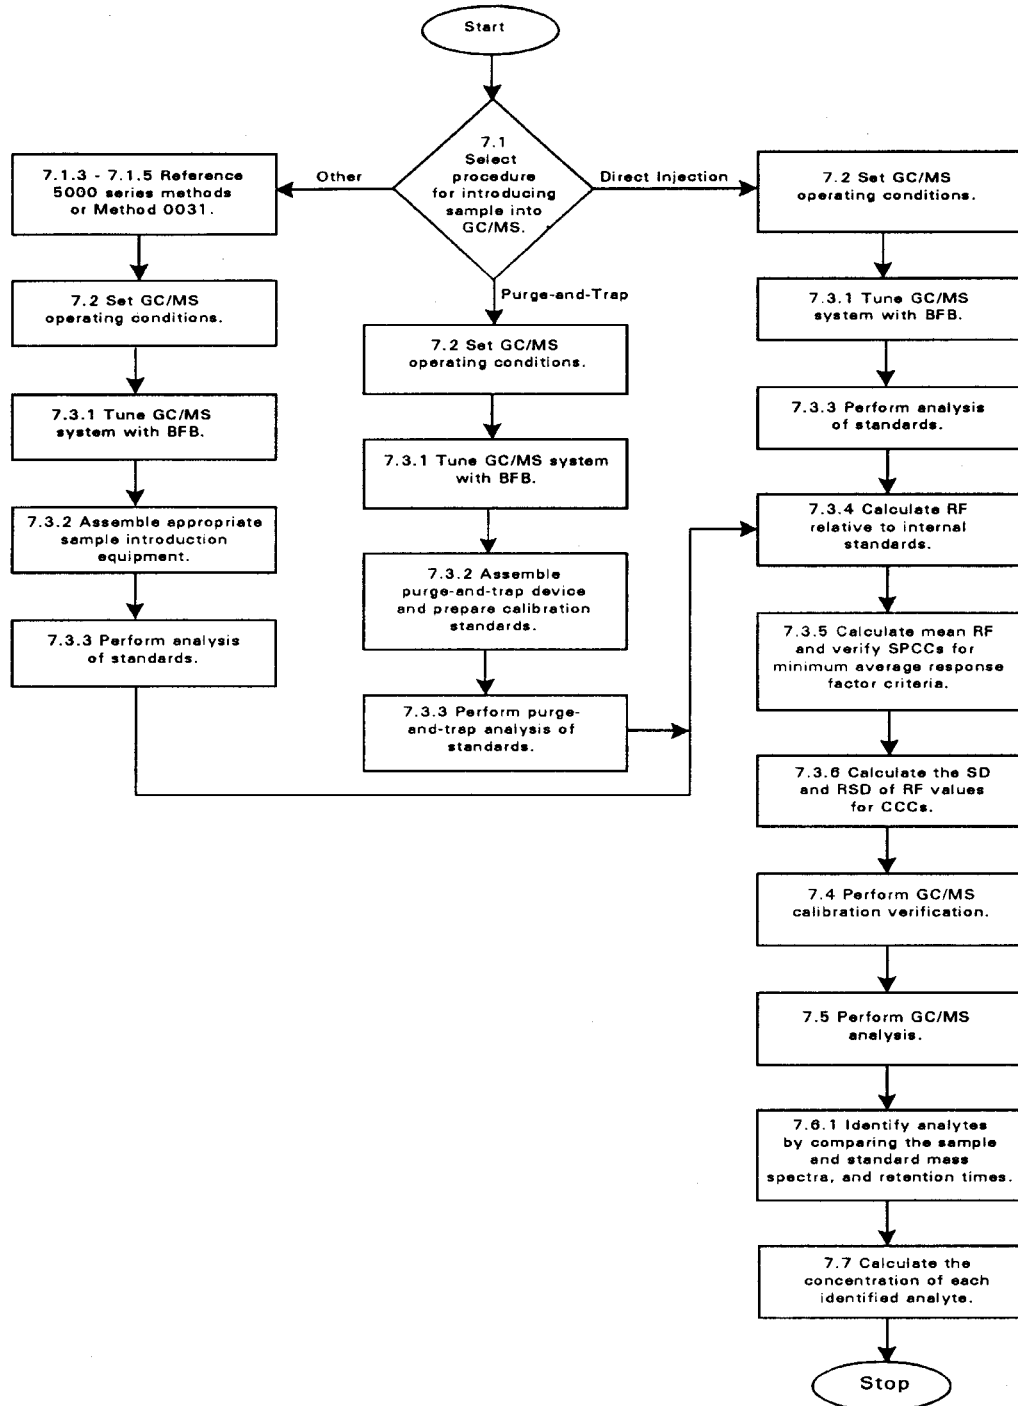 Start
7.1
Select
procedure
for introducing
sample into
GC/MS.
Other
Direct Injection
Purge-and-Trap
7.1.3 - 7.1.5 Reference
5000 series methods
or Method 0031.
7.2 Set GC/MS
operating conditions.
7.3.1 Tune GC/MS
system with BFB.
7.3.2 Assemble appropriate
sample introduction
equipment.
7.3.3 Perform analysis
of standards.
7.2 Set GC/MS
operating conditions.
7.3.1 Tune GC/MS system
with BFB.
7.3.2 Assemble
purge-and-trap device
and prepare calibration
standards.
7.3.3 Perform purge-
and-trap analysis of
standards.
7.2 Set GC/MS
operating conditions.
7.3.1 Tune GC/MS
system with BFB.
7.3.3 Perform analysis
of standards.
7.3.4 Calculate RF
relative to internal
standards.
7.3.5 Calculate mean RF
and verify SPCCs for
minimum average response
factor criteria.
7.3.6 Calculate the SD
and RSD of RF values
for CCCs.
7.4 Perform GC/MS
calibration verification.
7.5 Perform GC/MS
analysis.
7.6.1 Identify analytes
by comparing the sample
and standard mass
spectra, and retention times.
7.7 Calculate the
concentration of each
identified analyte.
Stop